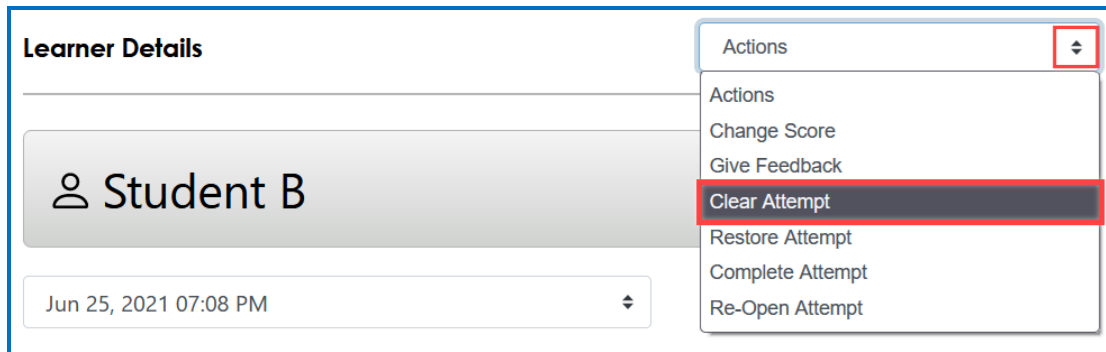 Learner Details
Actions
Actions
Change Score
Give Feedback
Clear Attempt
Restore Attempt
Complete Attempt
Re-Open Attempt
Student B
Jun 25, 2021 07:08 PM